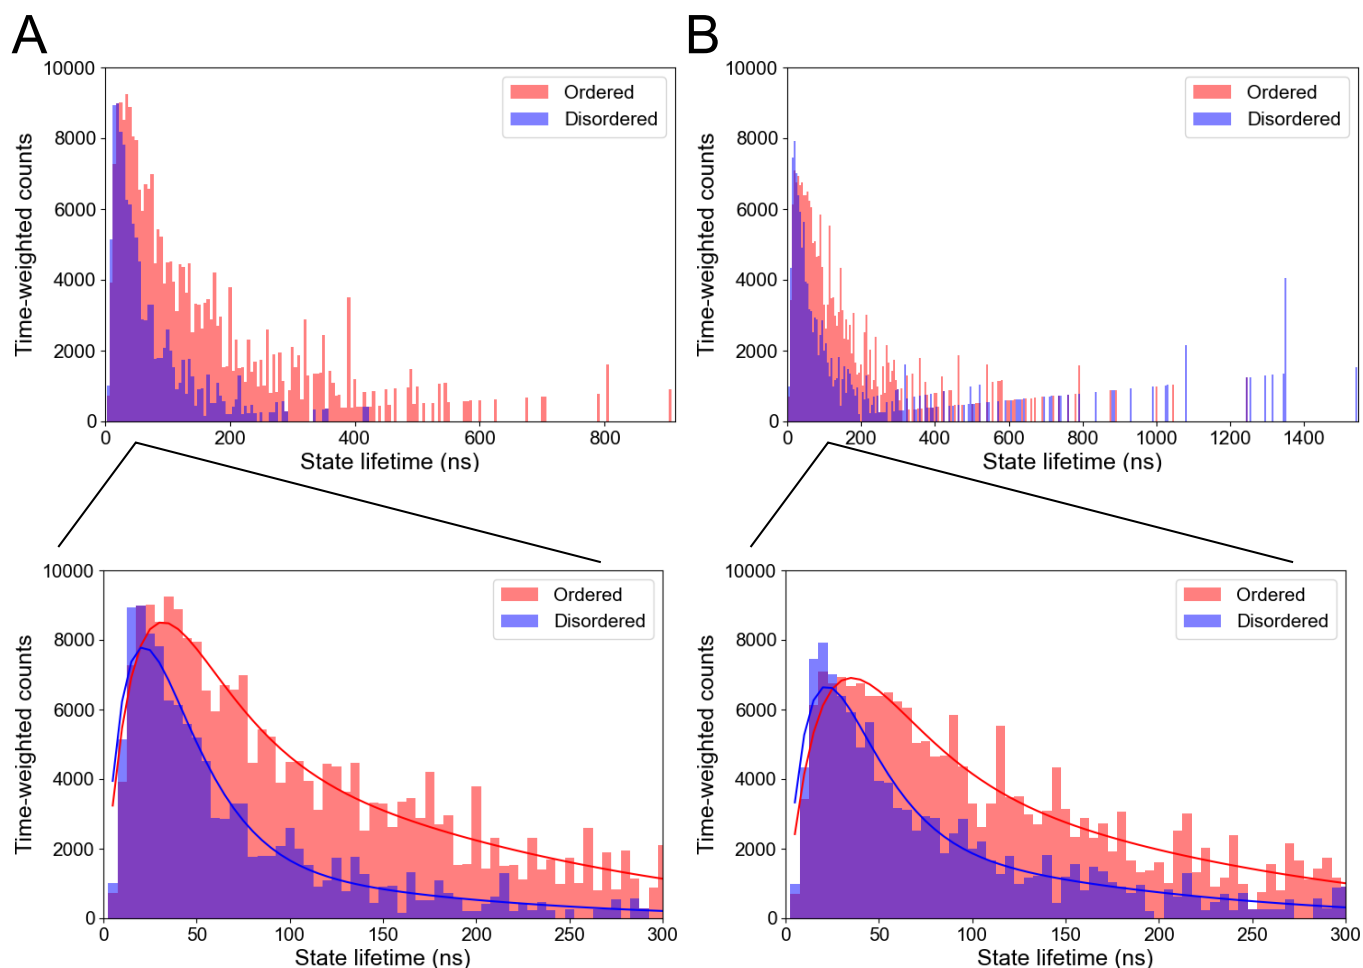 A
B
10000
8000
6000
4000
2000
0
Time-weighted counts
Ordered
Disordered
0 200 400 600 800
State lifetime (ns)
10000
8000
6000
4000
2000
0
Time-weighted counts
Ordered
Disordered
0 200 400 600 800 1000 1200 1400
State lifetime (ns)
10000
8000
6000
4000
2000
0
Time-weighted counts
Ordered
Disordered
0 50 100 150 200 250 300
State lifetime (ns)
10000
8000
6000
4000
2000
0
Time-weighted counts
Ordered
Disordered
0 50 100 150 200 250 300
State lifetime (ns)